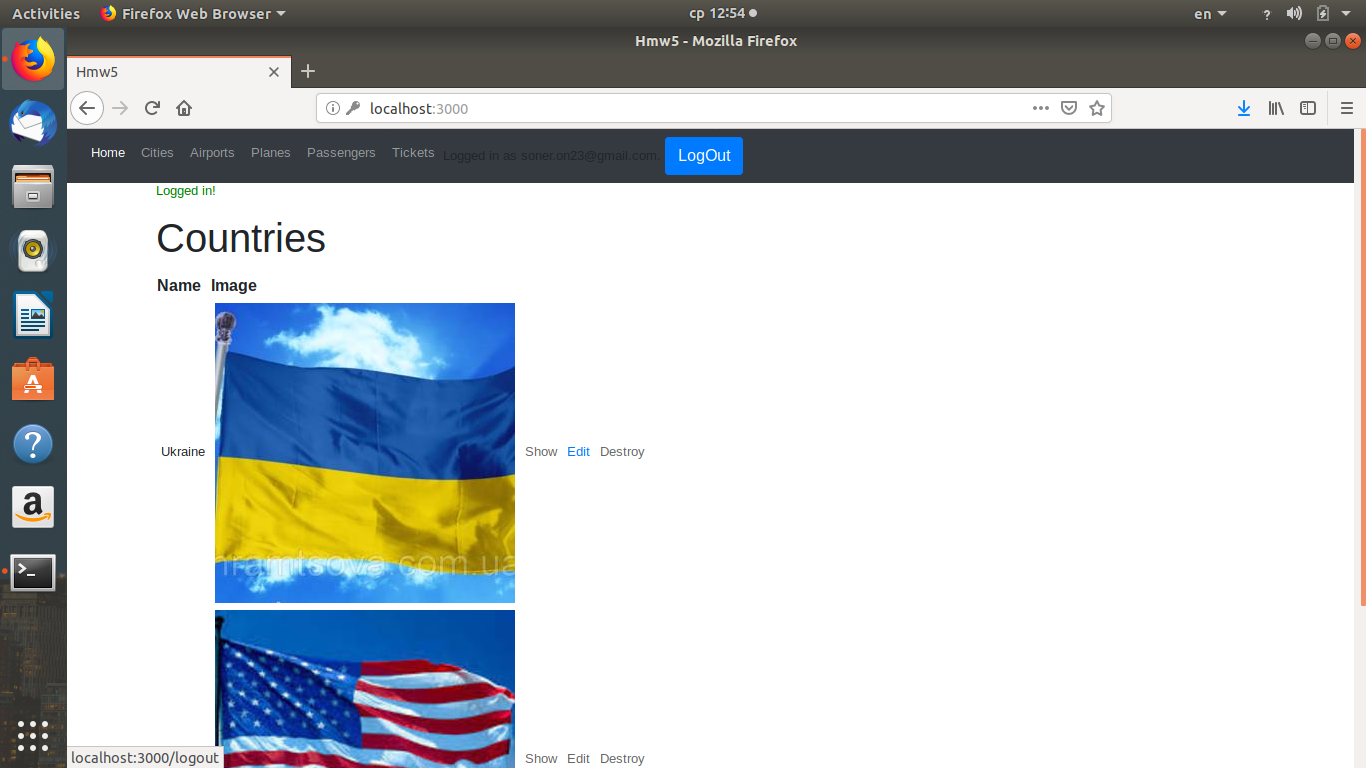 Activities Firefox Web Browser ср 12:54 en ?
Hmw5 - Mozilla Firefox
Hmw5
localhost:3000
Home Cities Airports Planes Passengers Tickets Logged in as soner.on23@gmail.com. LogOut
Logged in!
Countries
Name Image
Ukraine Show Edit Destroy
ramtsova.com.ua
Show Edit Destroy
localhost:3000/logout